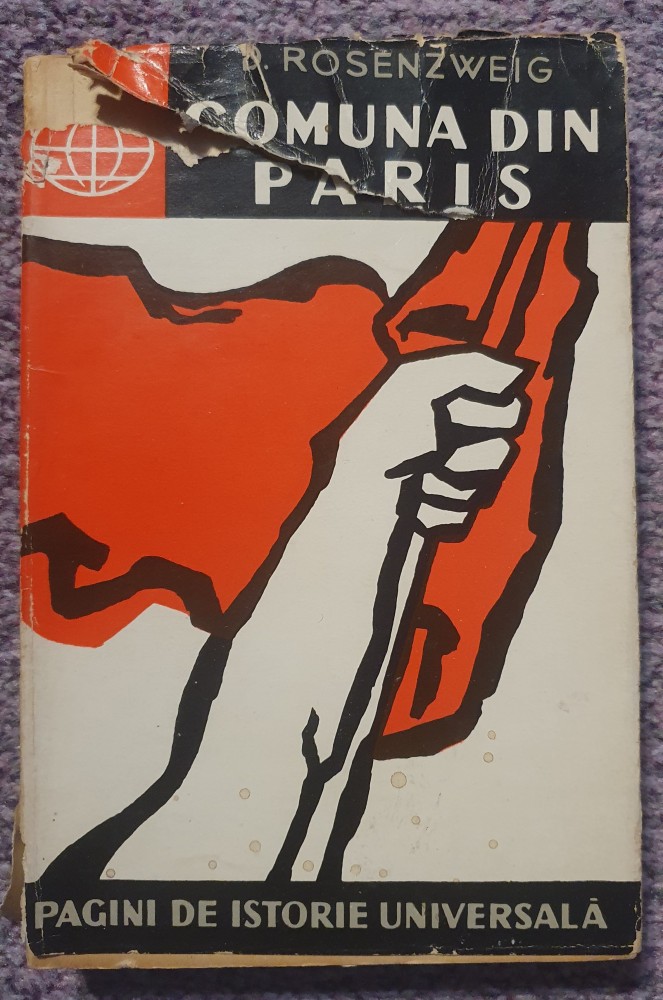 D. ROSENZWEIG
COMUNA DIN
PARIS
PAGINI DE ISTORIE UNIVERSALĂ